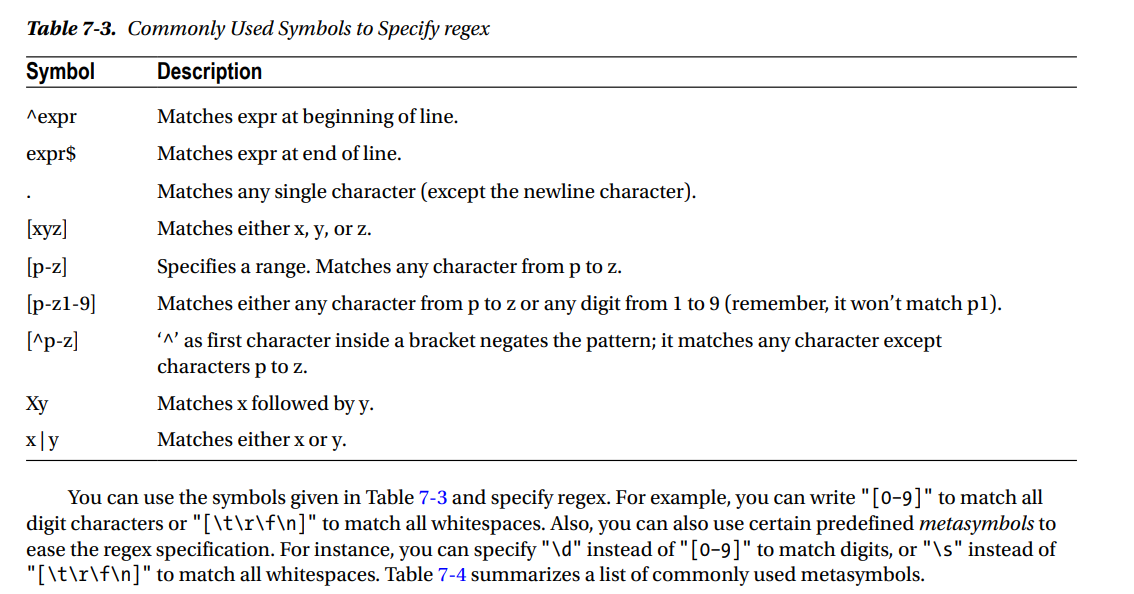 Table 7-3. Commonly Used Symbols to Specify regex
Symbol Description
^expr Matches expr at beginning of line.
expr$ Matches expr at end of line.
. Matches any single character (except the newline character).
[xyz] Matches either x, y, or z.
[p-z] Specifies a range. Matches any character from p to z.
[p-z1-9] Matches either any character from p to z or any digit from 1 to 9 (remember, it won’t match p1).
[^p-z] ‘^’ as first character inside a bracket negates the pattern; it matches any character except
characters p to z.
Xy Matches x followed by y.
x|y Matches either x or y.
You can use the symbols given in Table 7-3 and specify regex. For example, you can write "[0-9]" to match all
digit characters or "[\t\r\f\n]" to match all whitespaces. Also, you can also use certain predefined metasymbols to
ease the regex specification. For instance, you can specify "\d" instead of "[0-9]" to match digits, or "\s" instead of
"[\t\r\f\n]" to match all whitespaces. Table 7-4 summarizes a list of commonly used metasymbols.